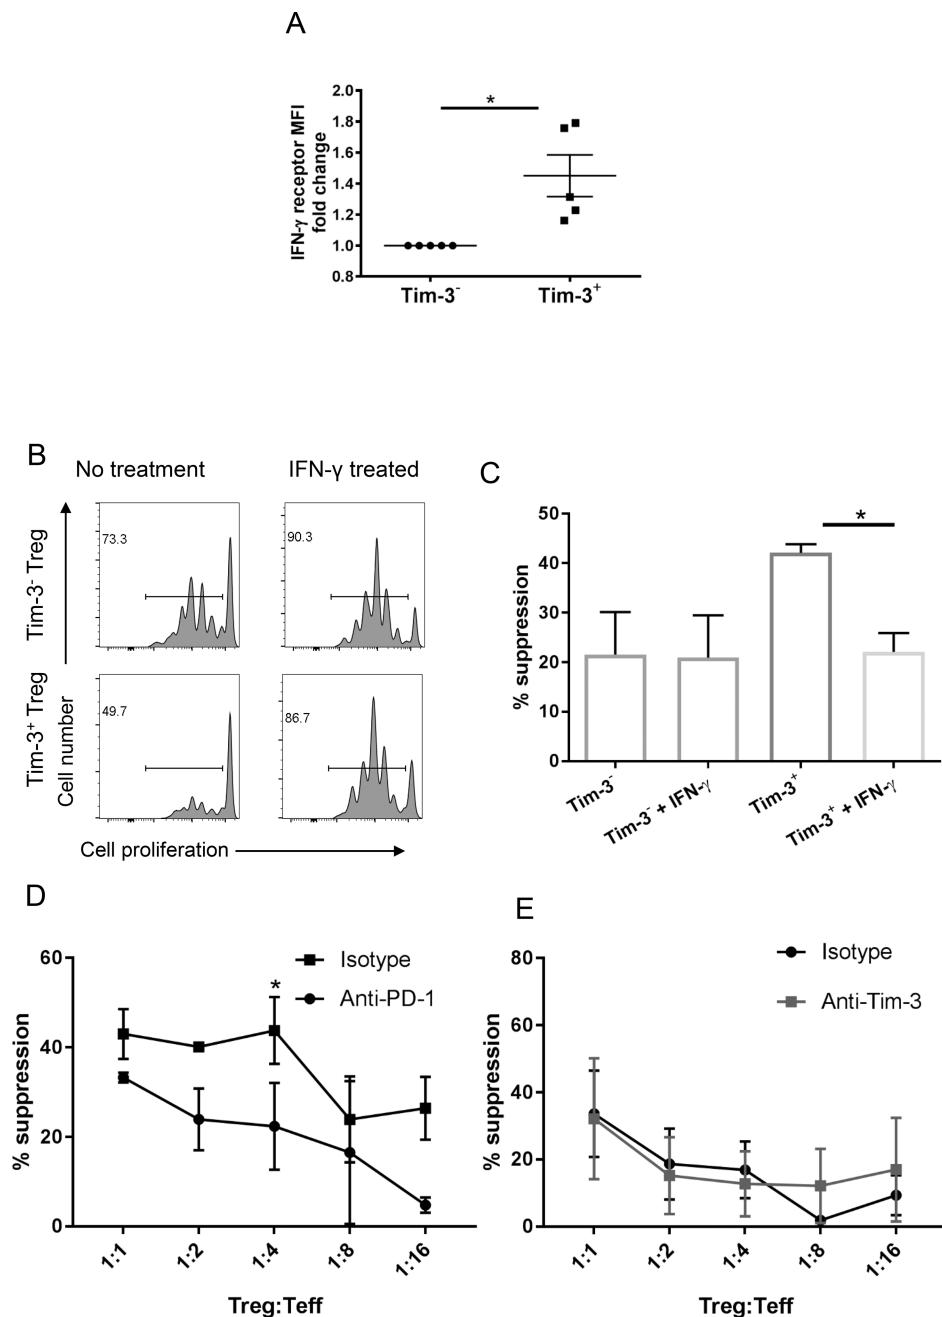 A
IFN-γ receptor MFI
fold change
2.0
1.8
1.6
1.4
1.2
1.0
0.8
*
Tim-3⁻
Tim-3⁺
B
No treatment
IFN-γ treated
Tim-3⁻ Treg
Tim-3⁺ Treg
Cell number
73.3
90.3
49.7
86.7
Cell proliferation
C
% suppression
50
40
30
20
10
0
*
Tim-3⁻
Tim-3⁻ + IFN-γ
Tim-3⁺
Tim-3⁺ + IFN-γ
D
% suppression
60
40
20
0
*
Isotype
Anti-PD-1
1:1
1:2
1:4
1:8
1:16
Treg:Teff
E
% suppression
80
60
40
20
0
Isotype
Anti-Tim-3
1:1
1:2
1:4
1:8
1:16
Treg:Teff